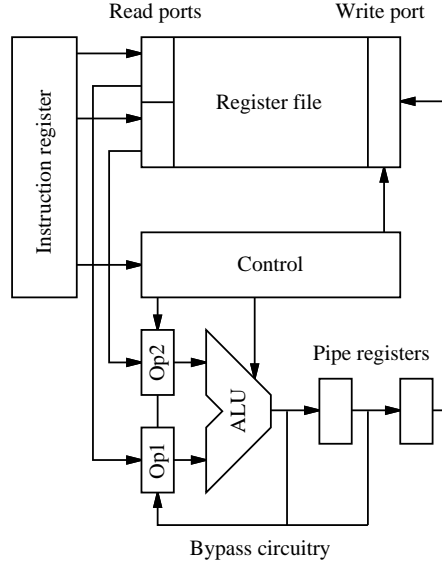 Read ports
Write port
Instruction register
Register file
Control
Op2
ALU
Pipe registers
Op1
Bypass circuitry